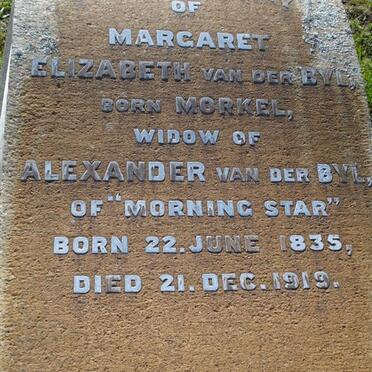 OF
MARGARET
ELIZABETH VAN DER BYL,
BORN MORKEL,
WIDOW OF
ALEXANDER VAN DER BYL,
OF "MORNING STAR"
BORN 22. JUNE 1835,
DIED 21. DEC. 1919.